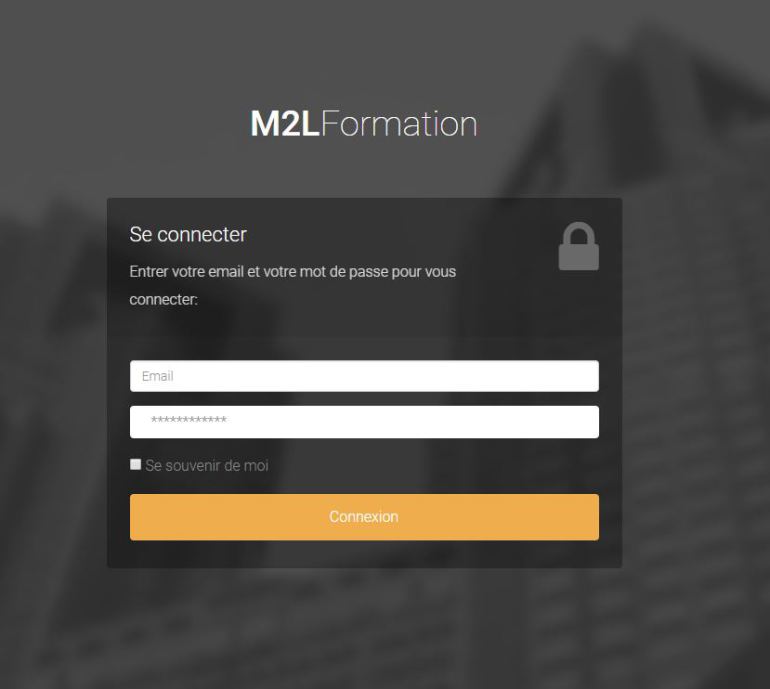 M2LFormation
Se connecter
Entrer votre email et votre mot de passe pour vous
connecter:
Email
************
Se souvenir de moi
Connexion